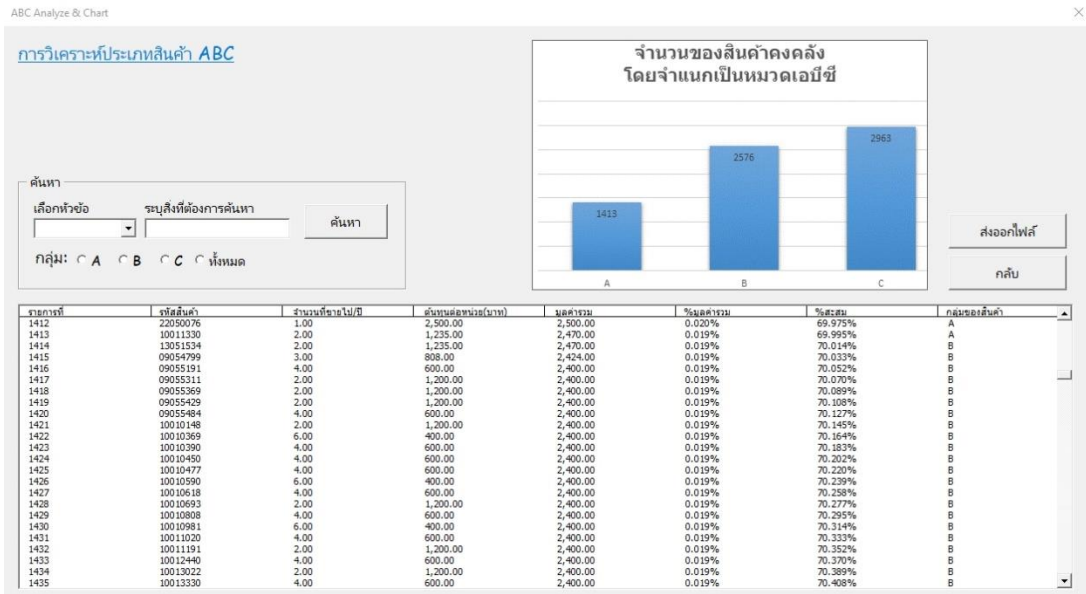 ABC Analyze & Chart
การวิเคราะห์ประเภทสินค้า ABC
จำนวนของสินค้าคงคลัง
โดยจำแนกเป็นหมวดเอบีซี
2963
2576
1413
A B C
ค้นหา
เลือกหัวข้อ ระบุสิ่งที่ต้องการค้นหา
ค้นหา
กลุ่ม: A B C ทั้งหมด
ส่งออกไฟล์
กลับ
รายการที่ รหัสสินค้า จำนวนที่ขายไป/ปี ต้นทุนต่อหน่วย(บาท) มูลค่ารวม %มูลค่ารวม %สะสม กลุ่มของสินค้า
1412 22050076 1.00 2,500.00 2,500.00 0.020% 69.975% A
1413 10011330 2.00 1,235.00 2,470.00 0.019% 69.995% A
1414 13051534 2.00 1,235.00 2,470.00 0.019% 70.014% B
1415 09054799 3.00 808.00 2,424.00 0.019% 70.033% B
1416 09055191 4.00 600.00 2,400.00 0.019% 70.052% B
1417 09055311 2.00 1,200.00 2,400.00 0.019% 70.070% B
1418 09055369 2.00 1,200.00 2,400.00 0.019% 70.089% B
1419 09055429 2.00 1,200.00 2,400.00 0.019% 70.108% B
1420 09055484 4.00 600.00 2,400.00 0.019% 70.127% B
1421 10010148 2.00 1,200.00 2,400.00 0.019% 70.145% B
1422 10010369 6.00 400.00 2,400.00 0.019% 70.164% B
1423 10010390 4.00 600.00 2,400.00 0.019% 70.183% B
1424 10010450 4.00 600.00 2,400.00 0.019% 70.202% B
1425 10010477 4.00 600.00 2,400.00 0.019% 70.220% B
1426 10010590 6.00 400.00 2,400.00 0.019% 70.239% B
1427 10010618 4.00 600.00 2,400.00 0.019% 70.258% B
1428 10010693 2.00 1,200.00 2,400.00 0.019% 70.277% B
1429 10010808 4.00 600.00 2,400.00 0.019% 70.295% B
1430 10010981 6.00 400.00 2,400.00 0.019% 70.314% B
1431 10011020 4.00 600.00 2,400.00 0.019% 70.333% B
1432 10011191 2.00 1,200.00 2,400.00 0.019% 70.352% B
1433 10012440 4.00 600.00 2,400.00 0.019% 70.370% B
1434 10013022 2.00 1,200.00 2,400.00 0.019% 70.389% B
1435 10013330 4.00 600.00 2,400.00 0.019% 70.408% B